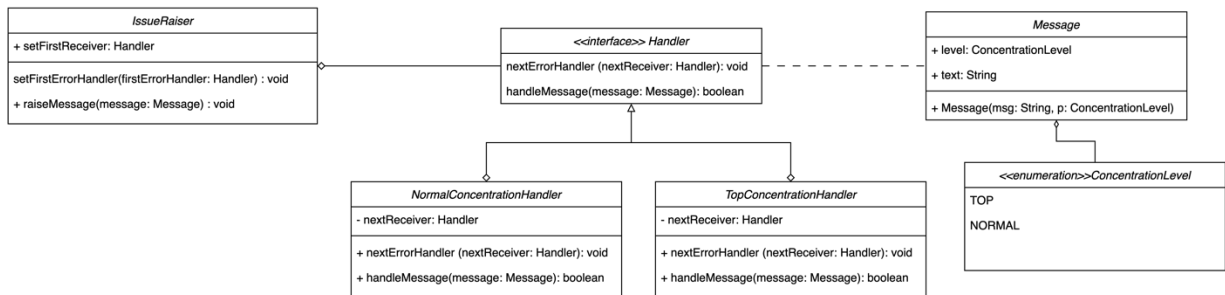 IssueRaiser
+ setFirstReceiver: Handler
setFirstErrorHandler(firstErrorHandler: Handler) : void
+ raiseMessage(message: Message) : void
<<interface>> Handler
nextErrorHandler (nextReceiver: Handler): void
handleMessage(message: Message): boolean
Message
+ level: ConcentrationLevel
+ text: String
+ Message(msg: String, p: ConcentrationLevel)
<<enumeration>>ConcentrationLevel
TOP
NORMAL
NormalConcentrationHandler
- nextReceiver: Handler
+ nextErrorHandler (nextReceiver: Handler): void
+ handleMessage(message: Message): boolean
TopConcentrationHandler
- nextReceiver: Handler
+ nextErrorHandler (nextReceiver: Handler): void
+ handleMessage(message: Message): boolean